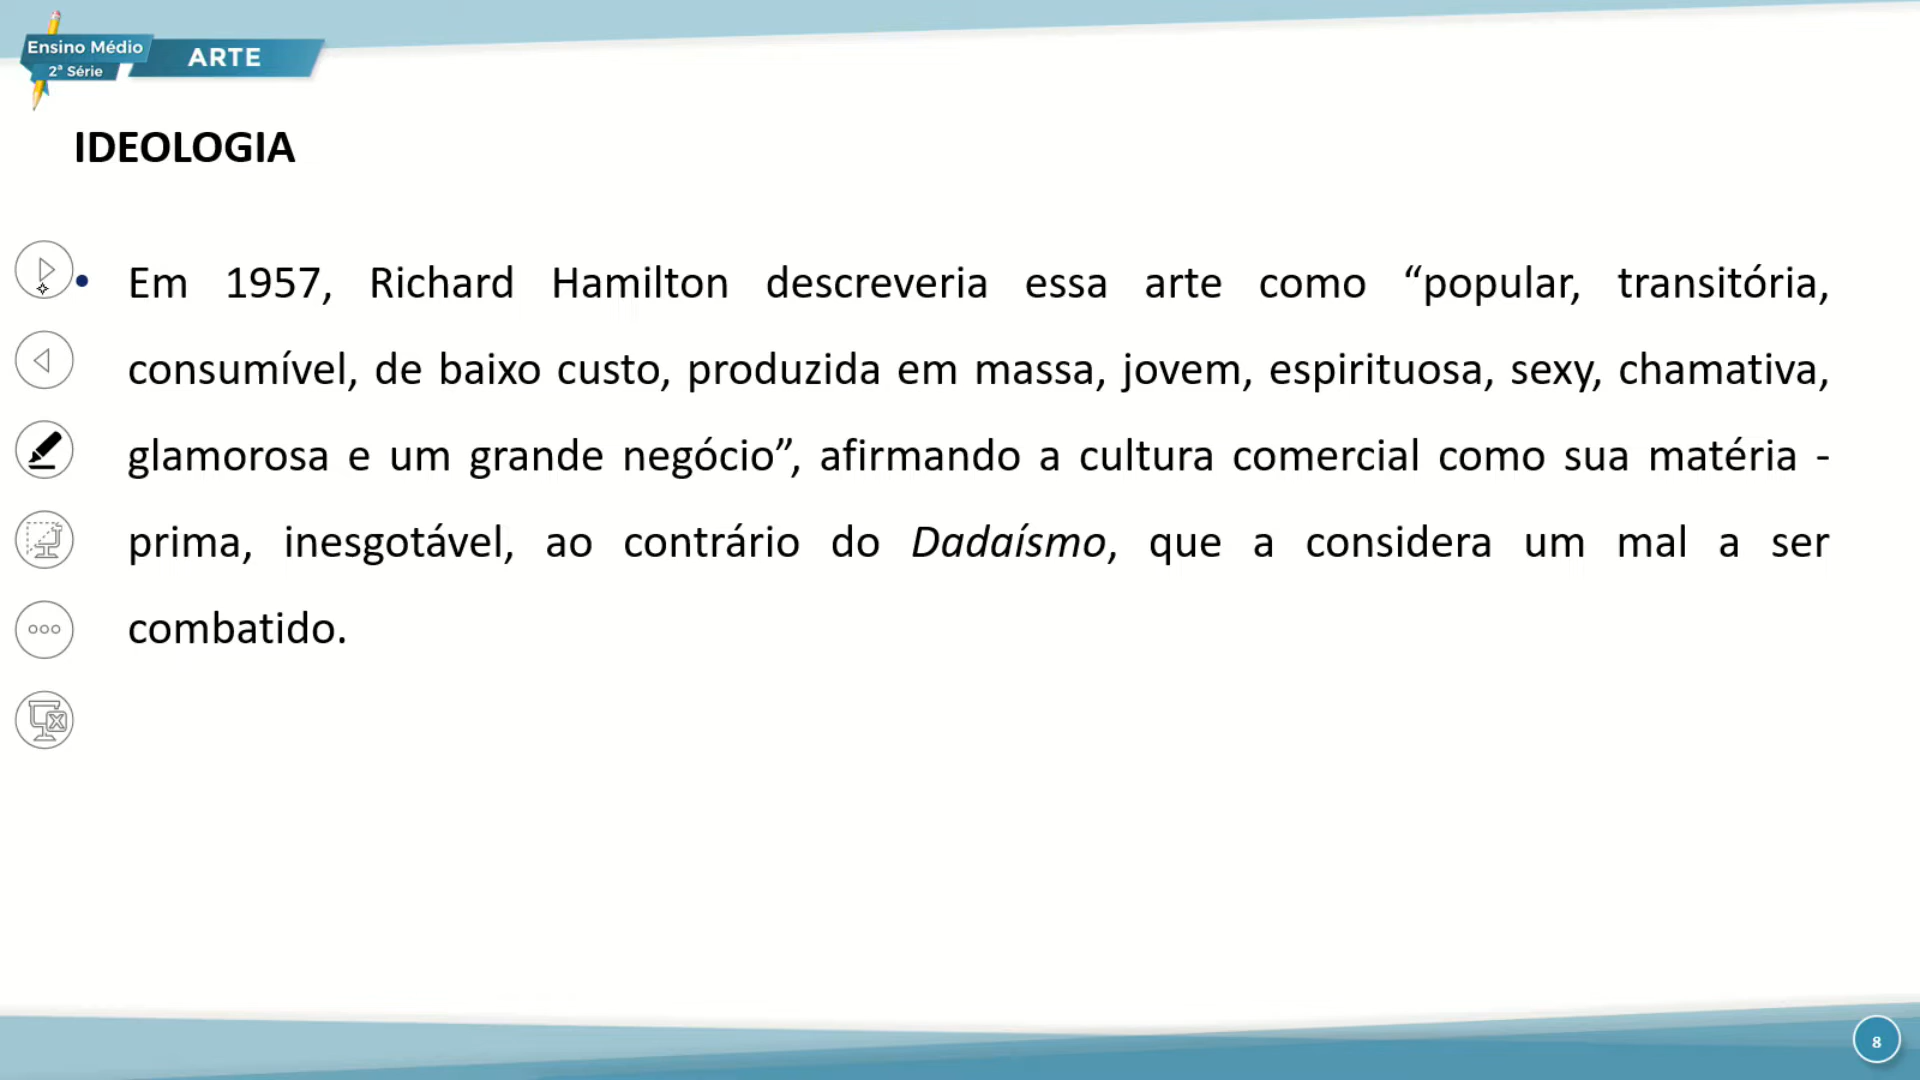 Ensino Médio
2ª Série
ARTE
IDEOLOGIA
• Em 1957, Richard Hamilton descreveria essa arte como “popular, transitória,
consumível, de baixo custo, produzida em massa, jovem, espirituosa, sexy, chamativa,
glamorosa e um grande negócio”, afirmando a cultura comercial como sua matéria -
prima, inesgotável, ao contrário do Dadaísmo, que a considera um mal a ser
combatido.
8